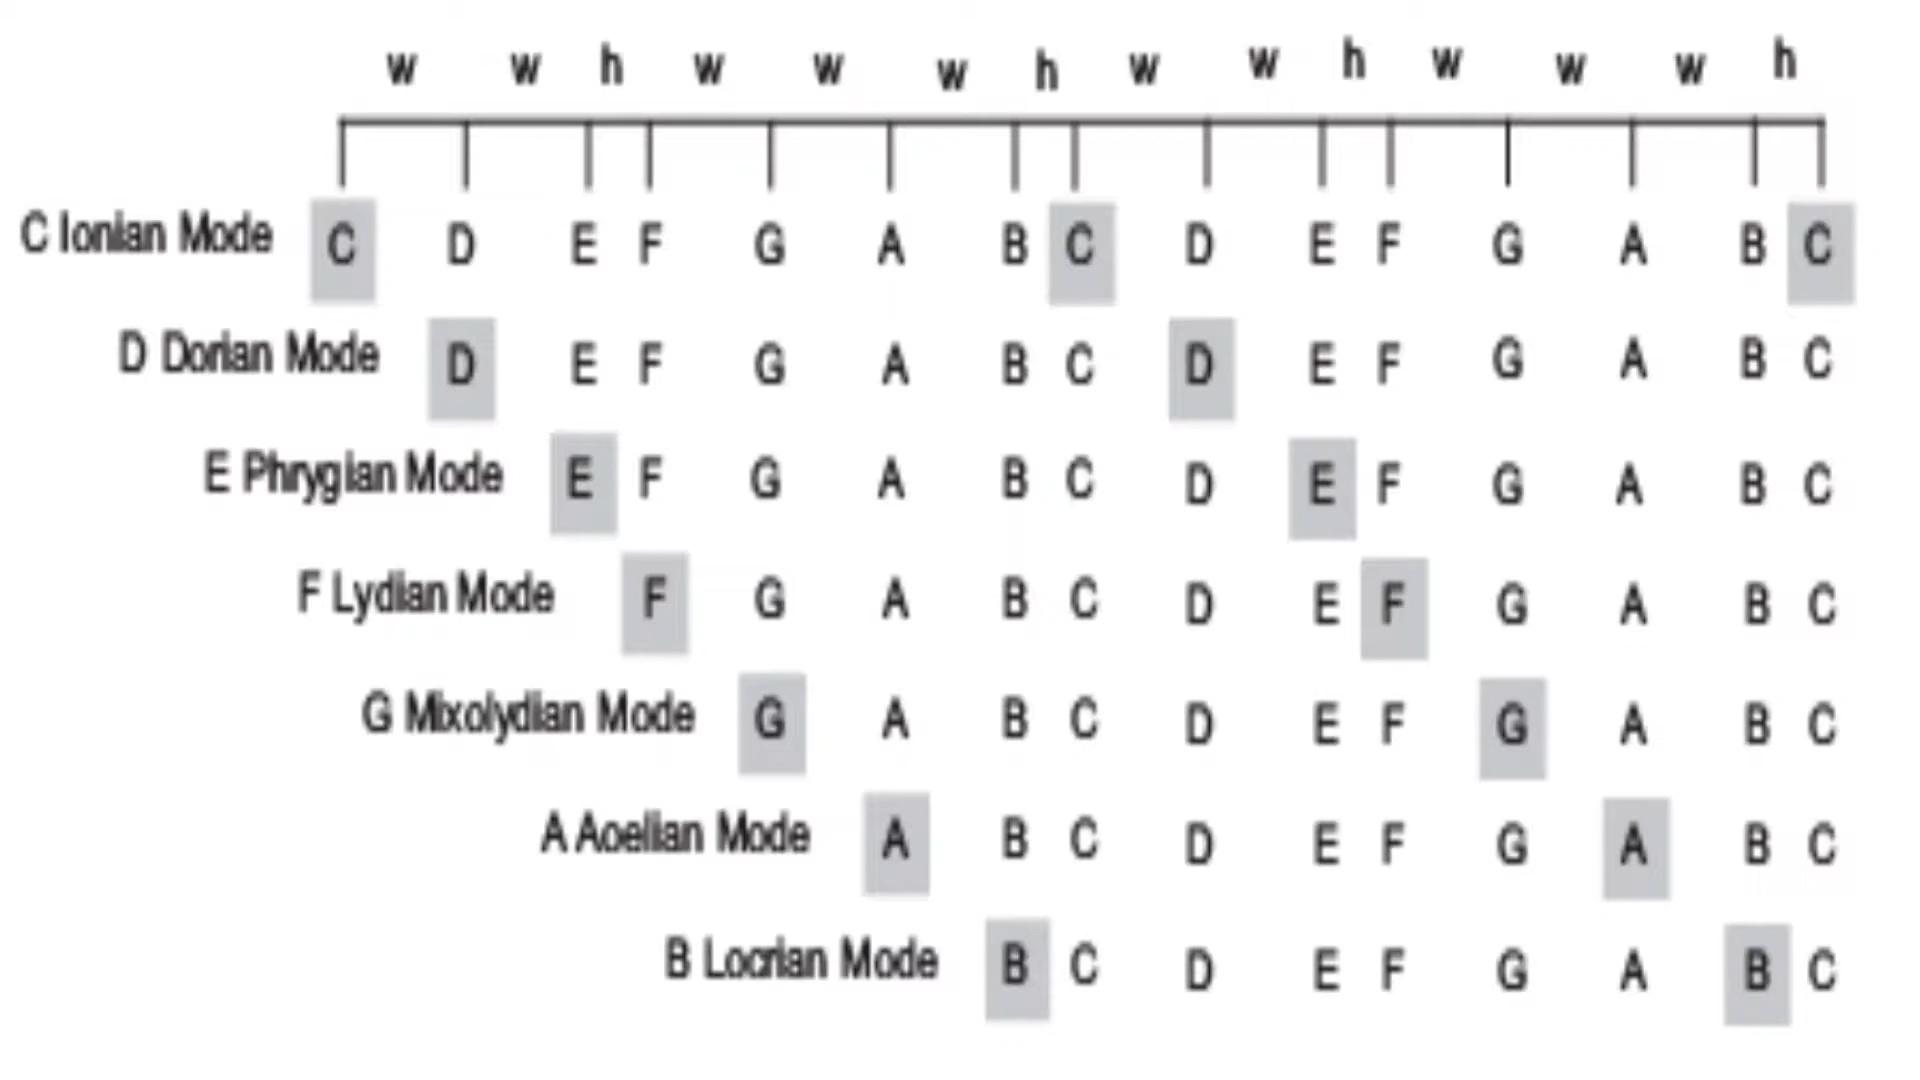 w w h w w w h w w h w w w h
C Ionian Mode C D E F G A B C D E F G A B C
D Dorian Mode D E F G A B C D E F G A B C
E Phrygian Mode E F G A B C D E F G A B C
F Lydian Mode F G A B C D E F G A B C
G Mixolydian Mode G A B C D E F G A B C
A Aoelian Mode A B C D E F G A B C
B Locrian Mode B C D E F G A B C